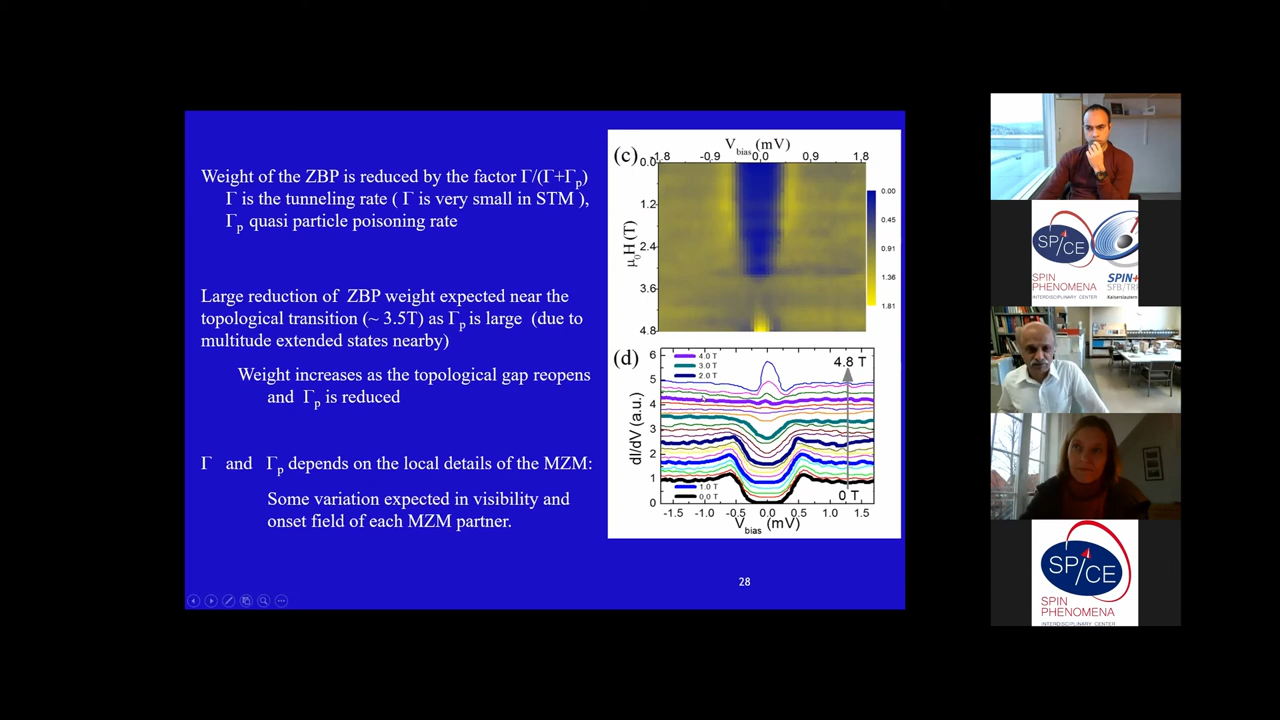 Weight of the ZBP is reduced by the factor Γ/(Γ+Γp)
Γ is the tunneling rate ( Γ is very small in STM ),
Γp quasi particle poisoning rate
Large reduction of ZBP weight expected near the
topological transition (~ 3.5T) as Γp is large (due to
multitude extended states nearby)
Weight increases as the topological gap reopens
and Γp is reduced
Γ and Γp depends on the local details of the MZM:
Some variation expected in visibility and
onset field of each MZM partner.
(c)
Vbias (mV)
-1.8 -0.9 0.0 0.9 1.8
μ0H (T)
0.0
1.2
2.4
3.6
4.8
0.00
0.45
0.91
1.36
1.81
(d)
dI/dV (a.u.)
6
5
4
3
2
1
0
4.0 T
3.0 T
2.0 T
4.8 T
1.0 T
0.0 T
0 T
-1.5 -1.0 -0.5 0.0 0.5 1.0 1.5
Vbias (mV)
28
SPICE
SPIN
PHENOMENA
INTERDISCIPLINARY CENTER
SPIN+
SFB/TRR
Kaiserslautern
SPICE
SPIN
PHENOMENA
INTERDISCIPLINARY CENTER